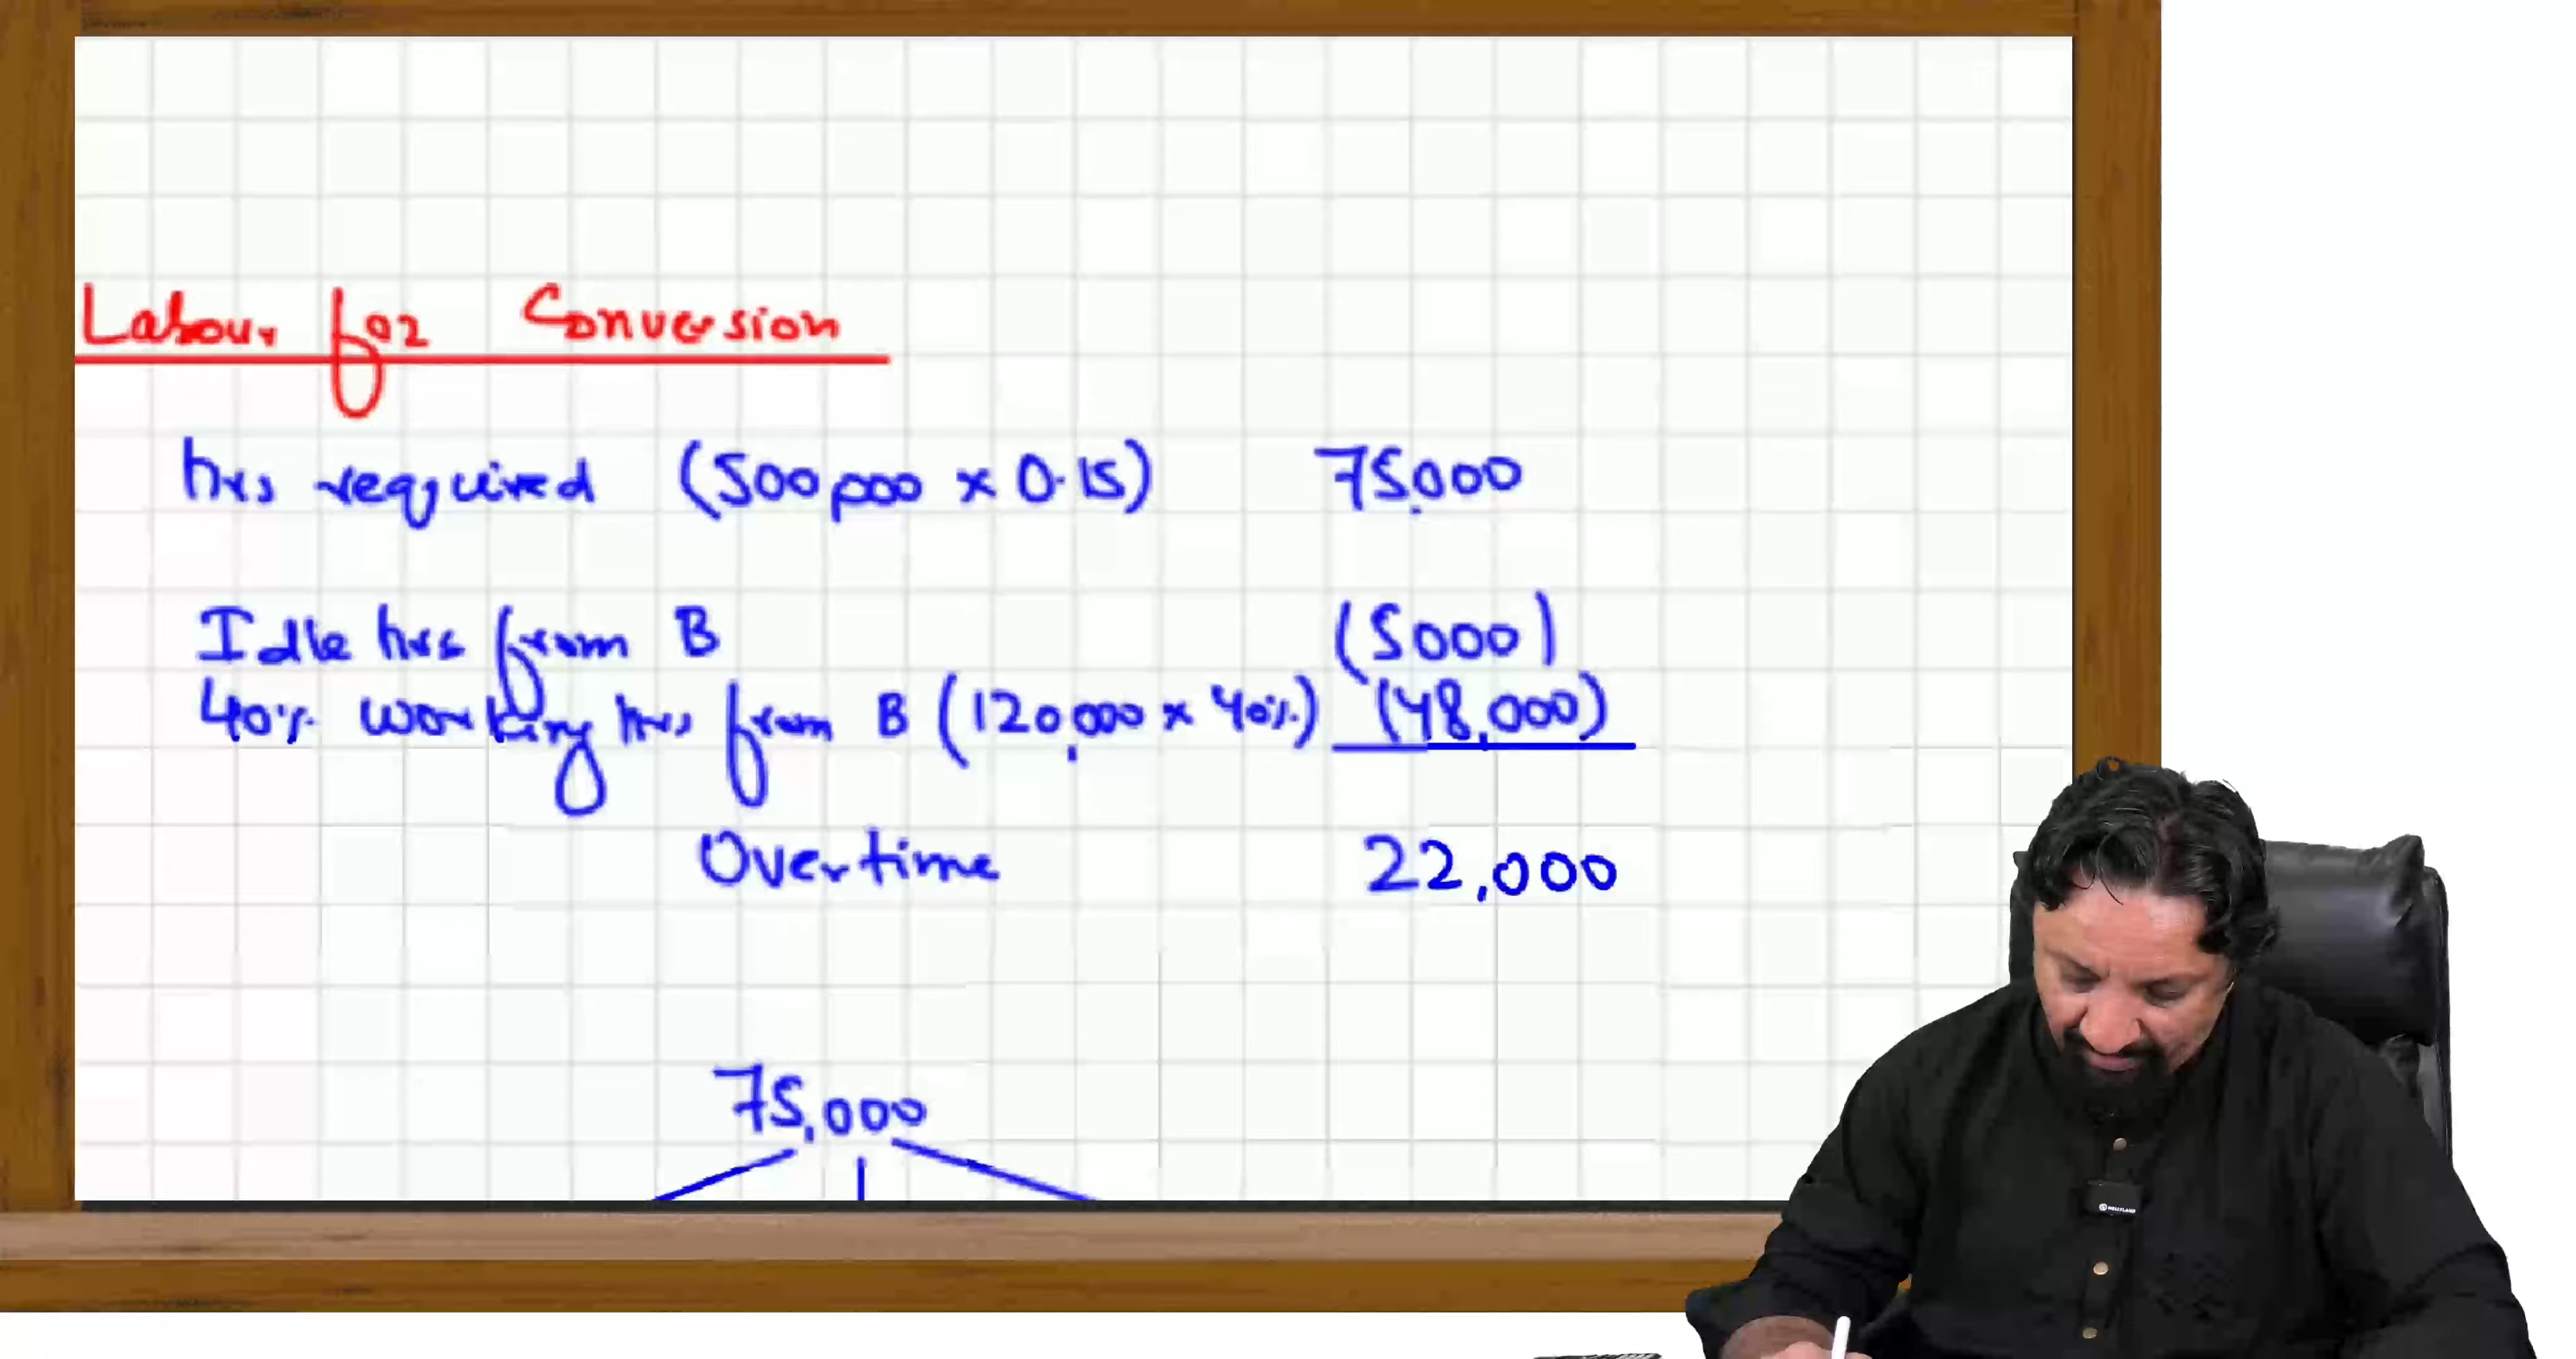 Labour for Conversion
hrs required (500,000 x 0.15) 75,000
Idle hrs from B (5000)
40% working hrs from B (120,000 x 40%) (48,000)
Overtime 22,000
75,000
HOLLYLAND